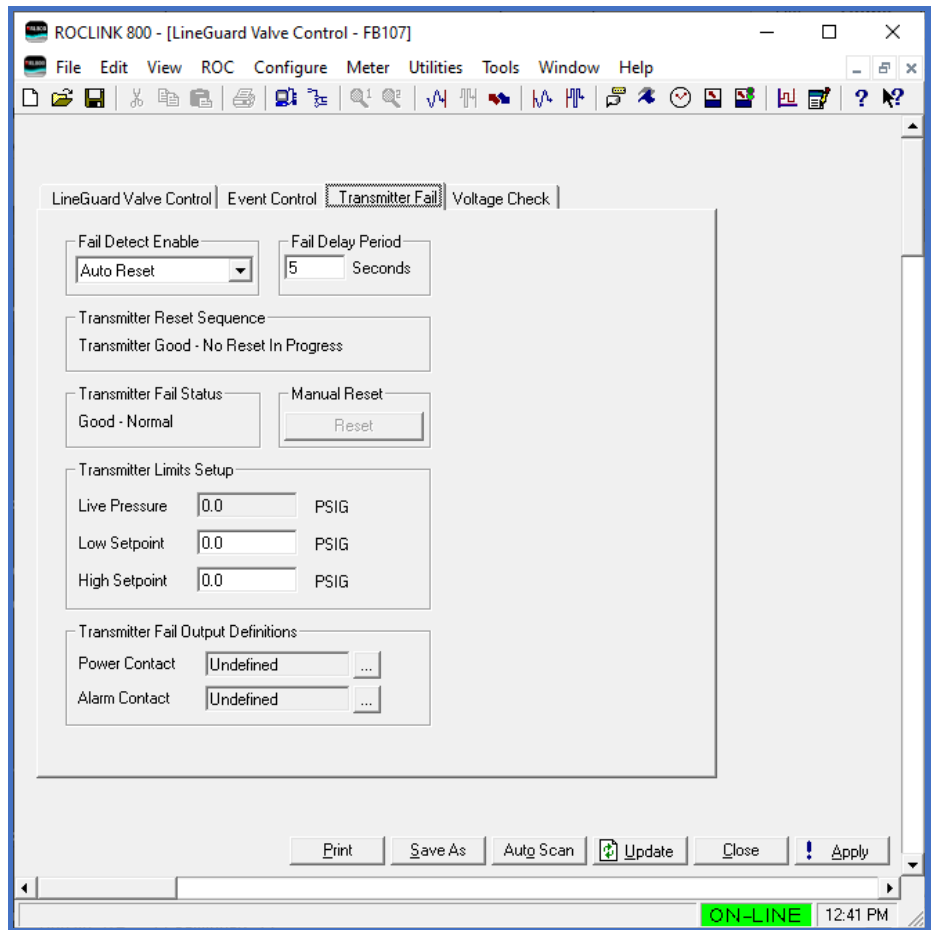 ROCLINK 800 - [LineGuard Valve Control - FB107]
File Edit View ROC Configure Meter Utilities Tools Window Help
LineGuard Valve Control Event Control Transmitter Fail Voltage Check
Fail Detect Enable Fail Delay Period
Auto Reset 5 Seconds
Transmitter Reset Sequence
Transmitter Good - No Reset In Progress
Transmitter Fail Status Manual Reset
Good - Normal Reset
Transmitter Limits Setup
Live Pressure 0.0 PSIG
Low Setpoint 0.0 PSIG
High Setpoint 0.0 PSIG
Transmitter Fail Output Definitions
Power Contact Undefined ...
Alarm Contact Undefined ...
Print Save As Auto Scan Update Close ! Apply
ON-LINE 12:41 PM